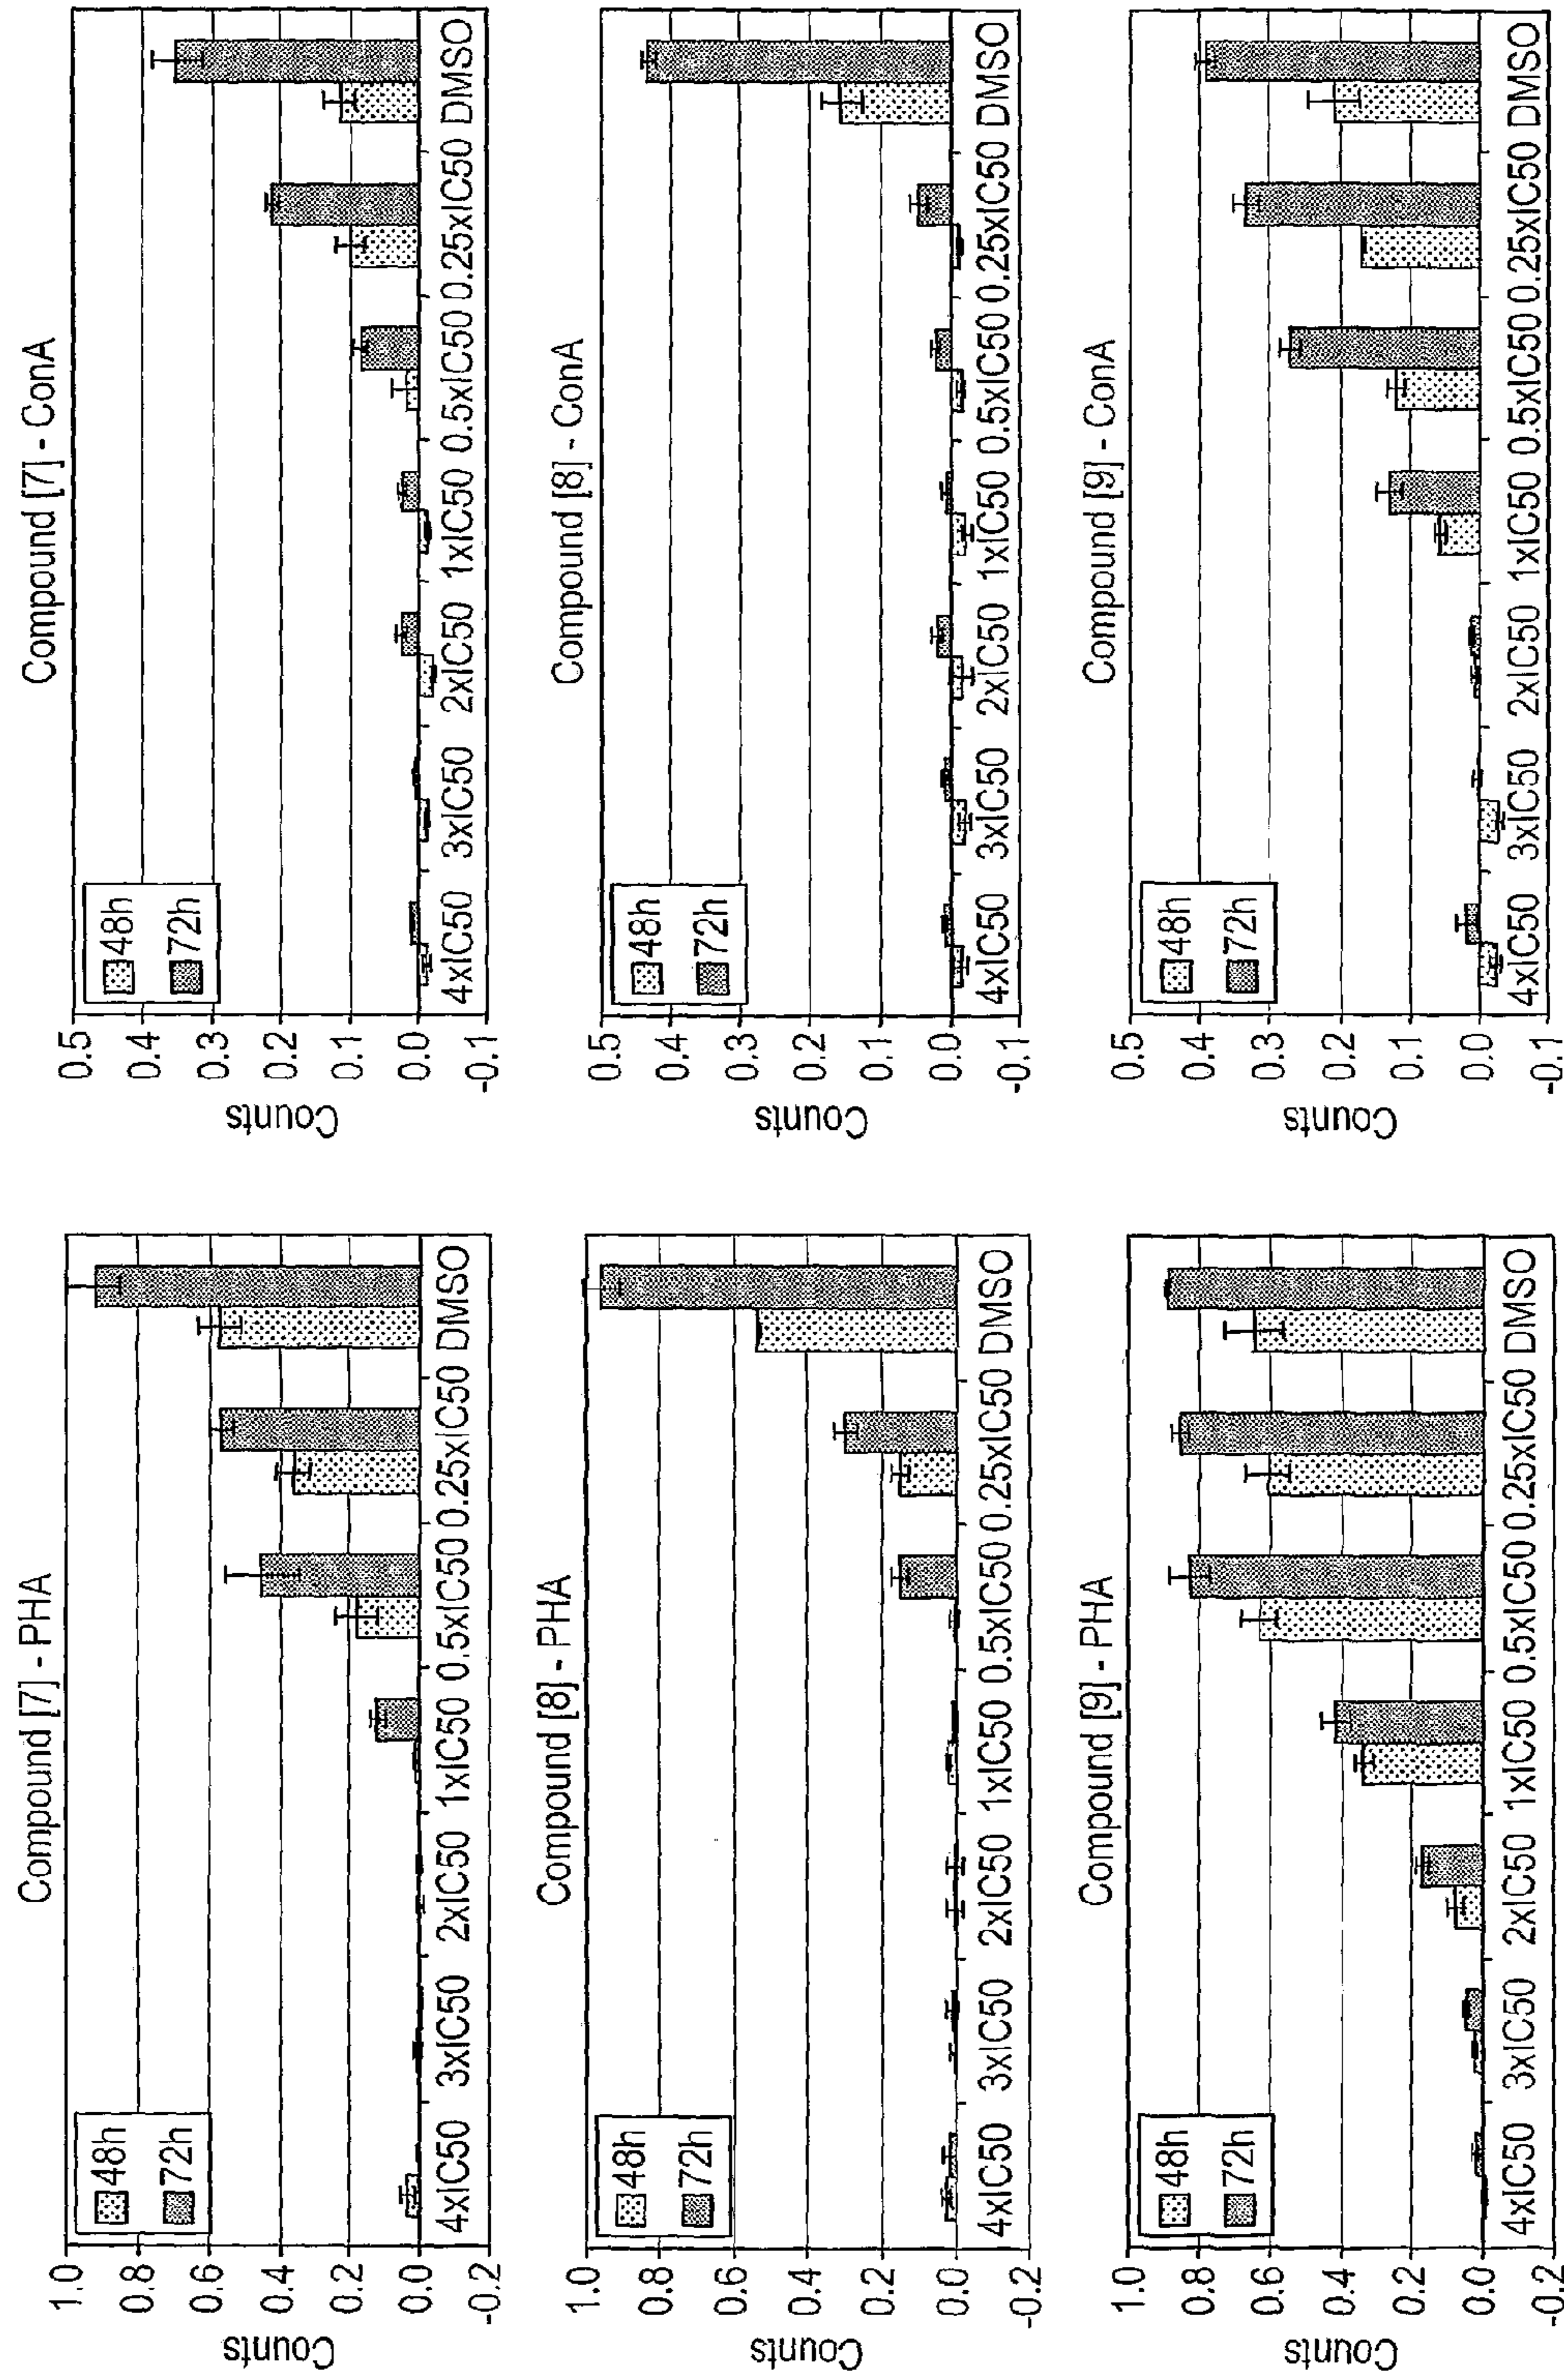 Compound [7] - PHA
Counts
1.0
0.8
0.6
0.4
0.2
0.0
-0.2
48h
72h
4xIC50 3xIC50 2xIC50 1xIC50 0.5xIC50 0.25xIC50 DMSO
Compound [7] - ConA
Counts
0.5
0.4
0.3
0.2
0.1
0.0
-0.1
48h
72h
4xIC50 3xIC50 2xIC50 1xIC50 0.5xIC50 0.25xIC50 DMSO
Compound [8] - PHA
Counts
1.0
0.8
0.6
0.4
0.2
0.0
-0.2
48h
72h
4xIC50 3xIC50 2xIC50 1xIC50 0.5xIC50 0.25xIC50 DMSO
Compound [8] - ConA
Counts
0.5
0.4
0.3
0.2
0.1
0.0
-0.1
48h
72h
4xIC50 3xIC50 2xIC50 1xIC50 0.5xIC50 0.25xIC50 DMSO
Compound [9] - PHA
Counts
1.0
0.8
0.6
0.4
0.2
0.0
-0.2
48h
72h
4xIC50 3xIC50 2xIC50 1xIC50 0.5xIC50 0.25xIC50 DMSO
Compound [9] - ConA
Counts
0.5
0.4
0.3
0.2
0.1
0.0
-0.1
48h
72h
4xIC50 3xIC50 2xIC50 1xIC50 0.5xIC50 0.25xIC50 DMSO